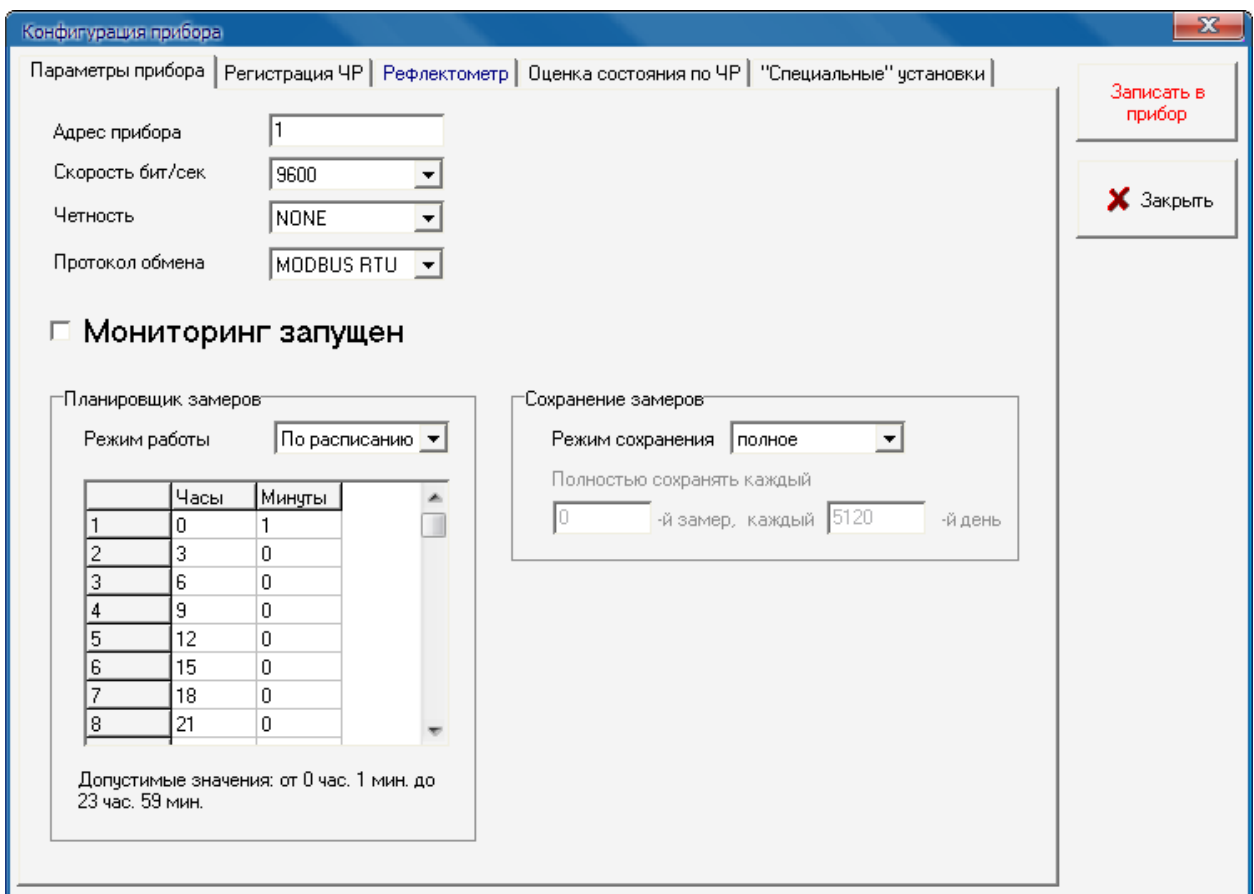 Конфигурация прибора
Параметры прибора Регистрация ЧР Рефлектометр Оценка состояния по ЧР "Специальные" установки
Записать в
прибор
Закрыть
Адрес прибора 1
Скорость бит/сек 9600
Четность NONE
Протокол обмена MODBUS RTU
Мониторинг запущен
Планировщик замеров
Режим работы По расписанию
Часы Минуты
1 0 1
2 3 0
3 6 0
4 9 0
5 12 0
6 15 0
7 18 0
8 21 0
Допустимые значения: от 0 час. 1 мин. до
23 час. 59 мин.
Сохранение замеров
Режим сохранения полное
Полностью сохранять каждый
0 -й замер, каждый 5120 -й день